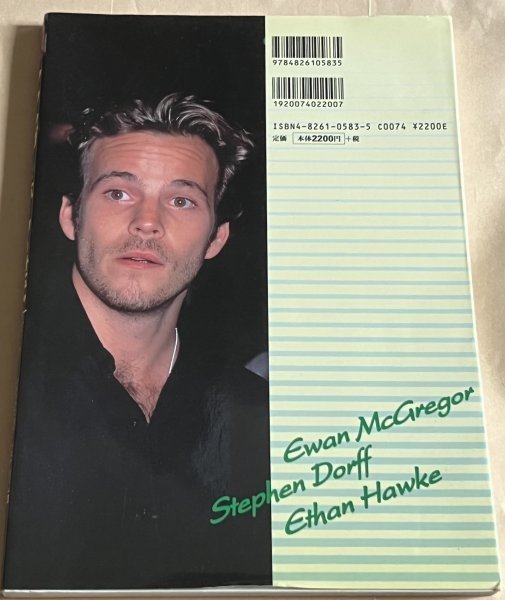 9784826105835
1920074022007
ISBN4-8261-0583-5 C0074 ¥2200E
定価 本体2200円 +税
Ewan McGregor
Stephen Dorff
Ethan Hawke